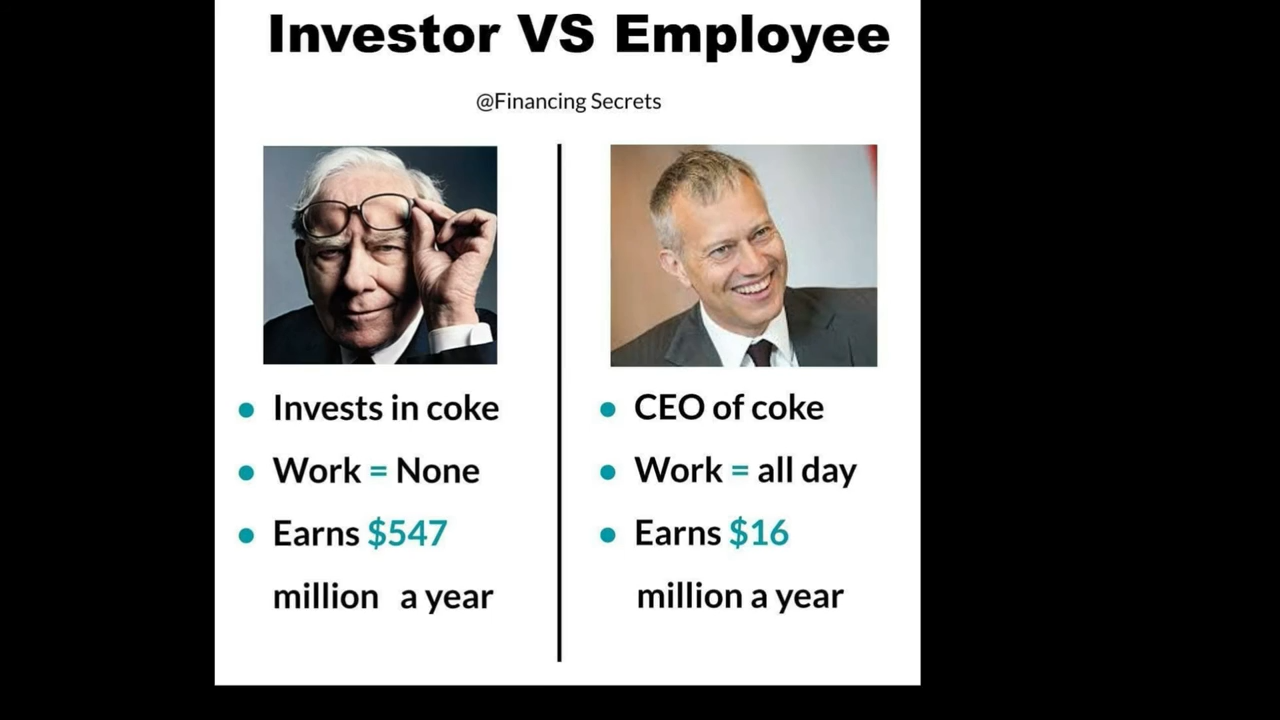 Investor VS Employee
@Financing Secrets
• Invests in coke
• Work = None
• Earns $547
million a year
• CEO of coke
• Work = all day
• Earns $16
million a year